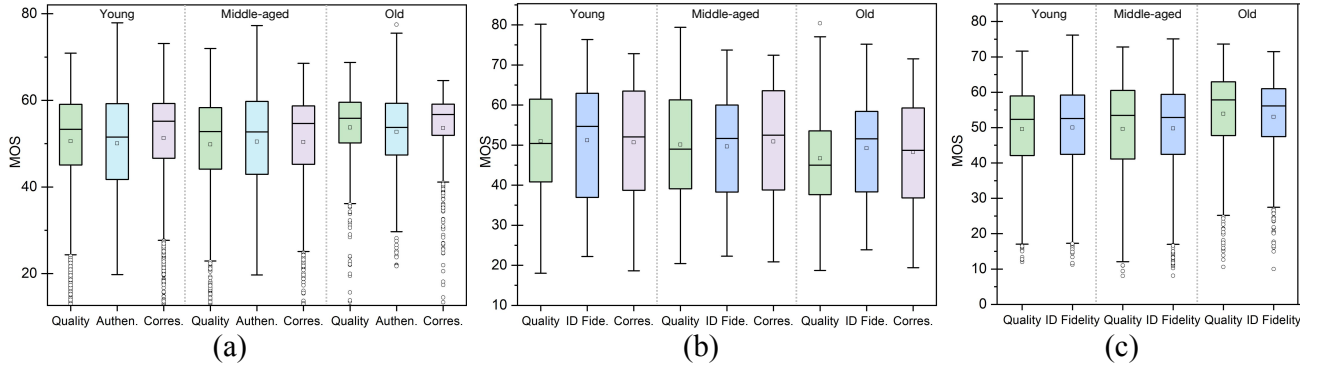 Young Middle-aged Old
80
60
40
20
MOS
Quality Authen. Corres. Quality Authen. Corres. Quality Authen. Corres.
(a)
Young Middle-aged Old
80
70
60
50
40
30
20
10
MOS
Quality ID Fide. Corres. Quality ID Fide. Corres. Quality ID Fide. Corres.
(b)
Young Middle-aged Old
80
70
60
50
40
30
20
10
0
MOS
Quality ID Fidelity Quality ID Fidelity Quality ID Fidelity
(c)